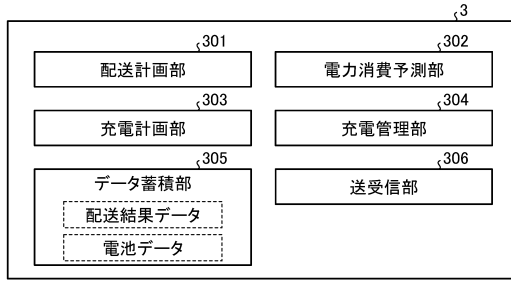 3
301
配送計画部
302
電力消費予測部
303
充電計画部
304
充電管理部
305
データ蓄積部
配送結果データ
電池データ
306
送受信部